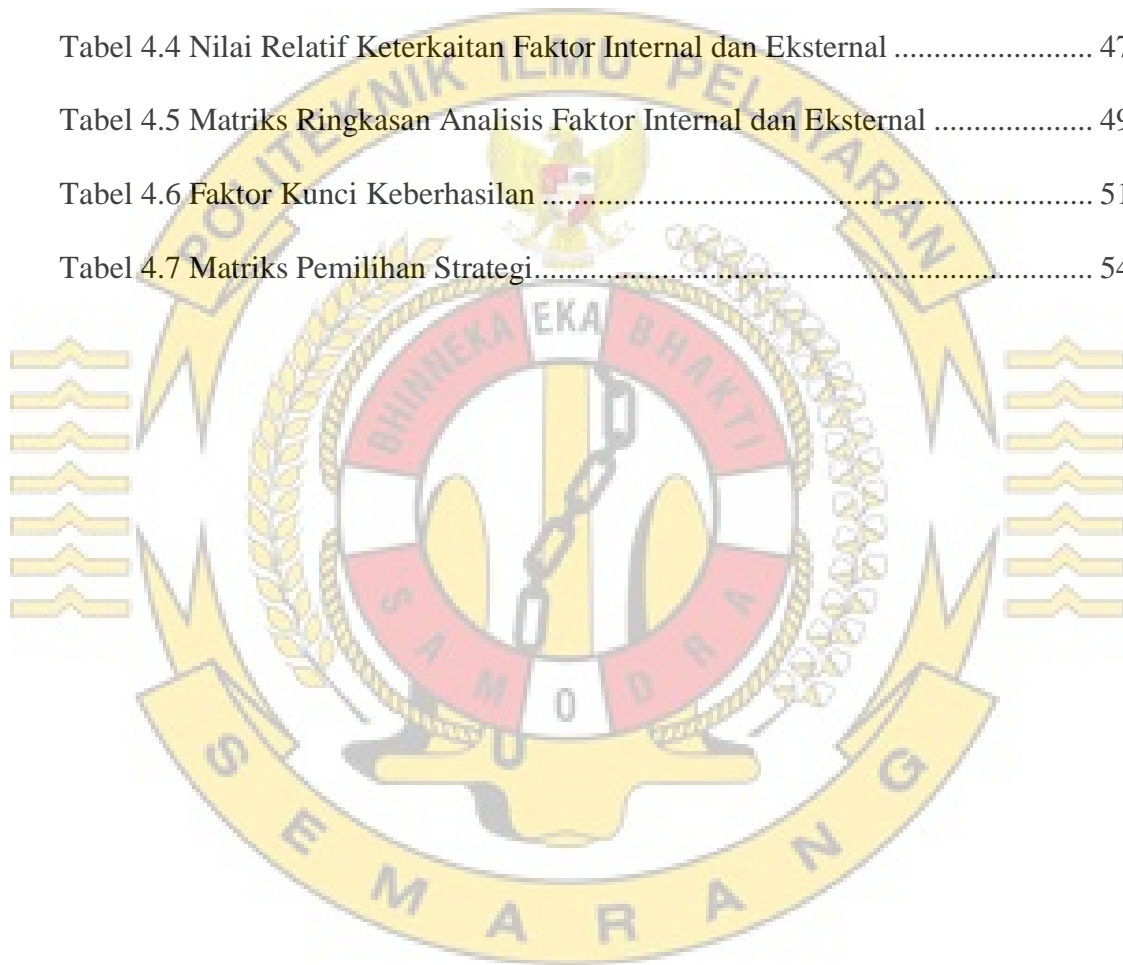 Tabel 4.4 Nilai Relatif Keterkaitan Faktor Internal dan Eksternal ....................... 47
Tabel 4.5 Matriks Ringkasan Analisis Faktor Internal dan Eksternal ................... 49
Tabel 4.6 Faktor Kunci Keberhasilan ................................................................... 51
Tabel 4.7 Matriks Pemilihan Strategi.................................................................... 54
POLITEKNIK ILMU PELAYARAN
BHINNEKA EKA BHAKTI
SAMODRA
SEMARANG